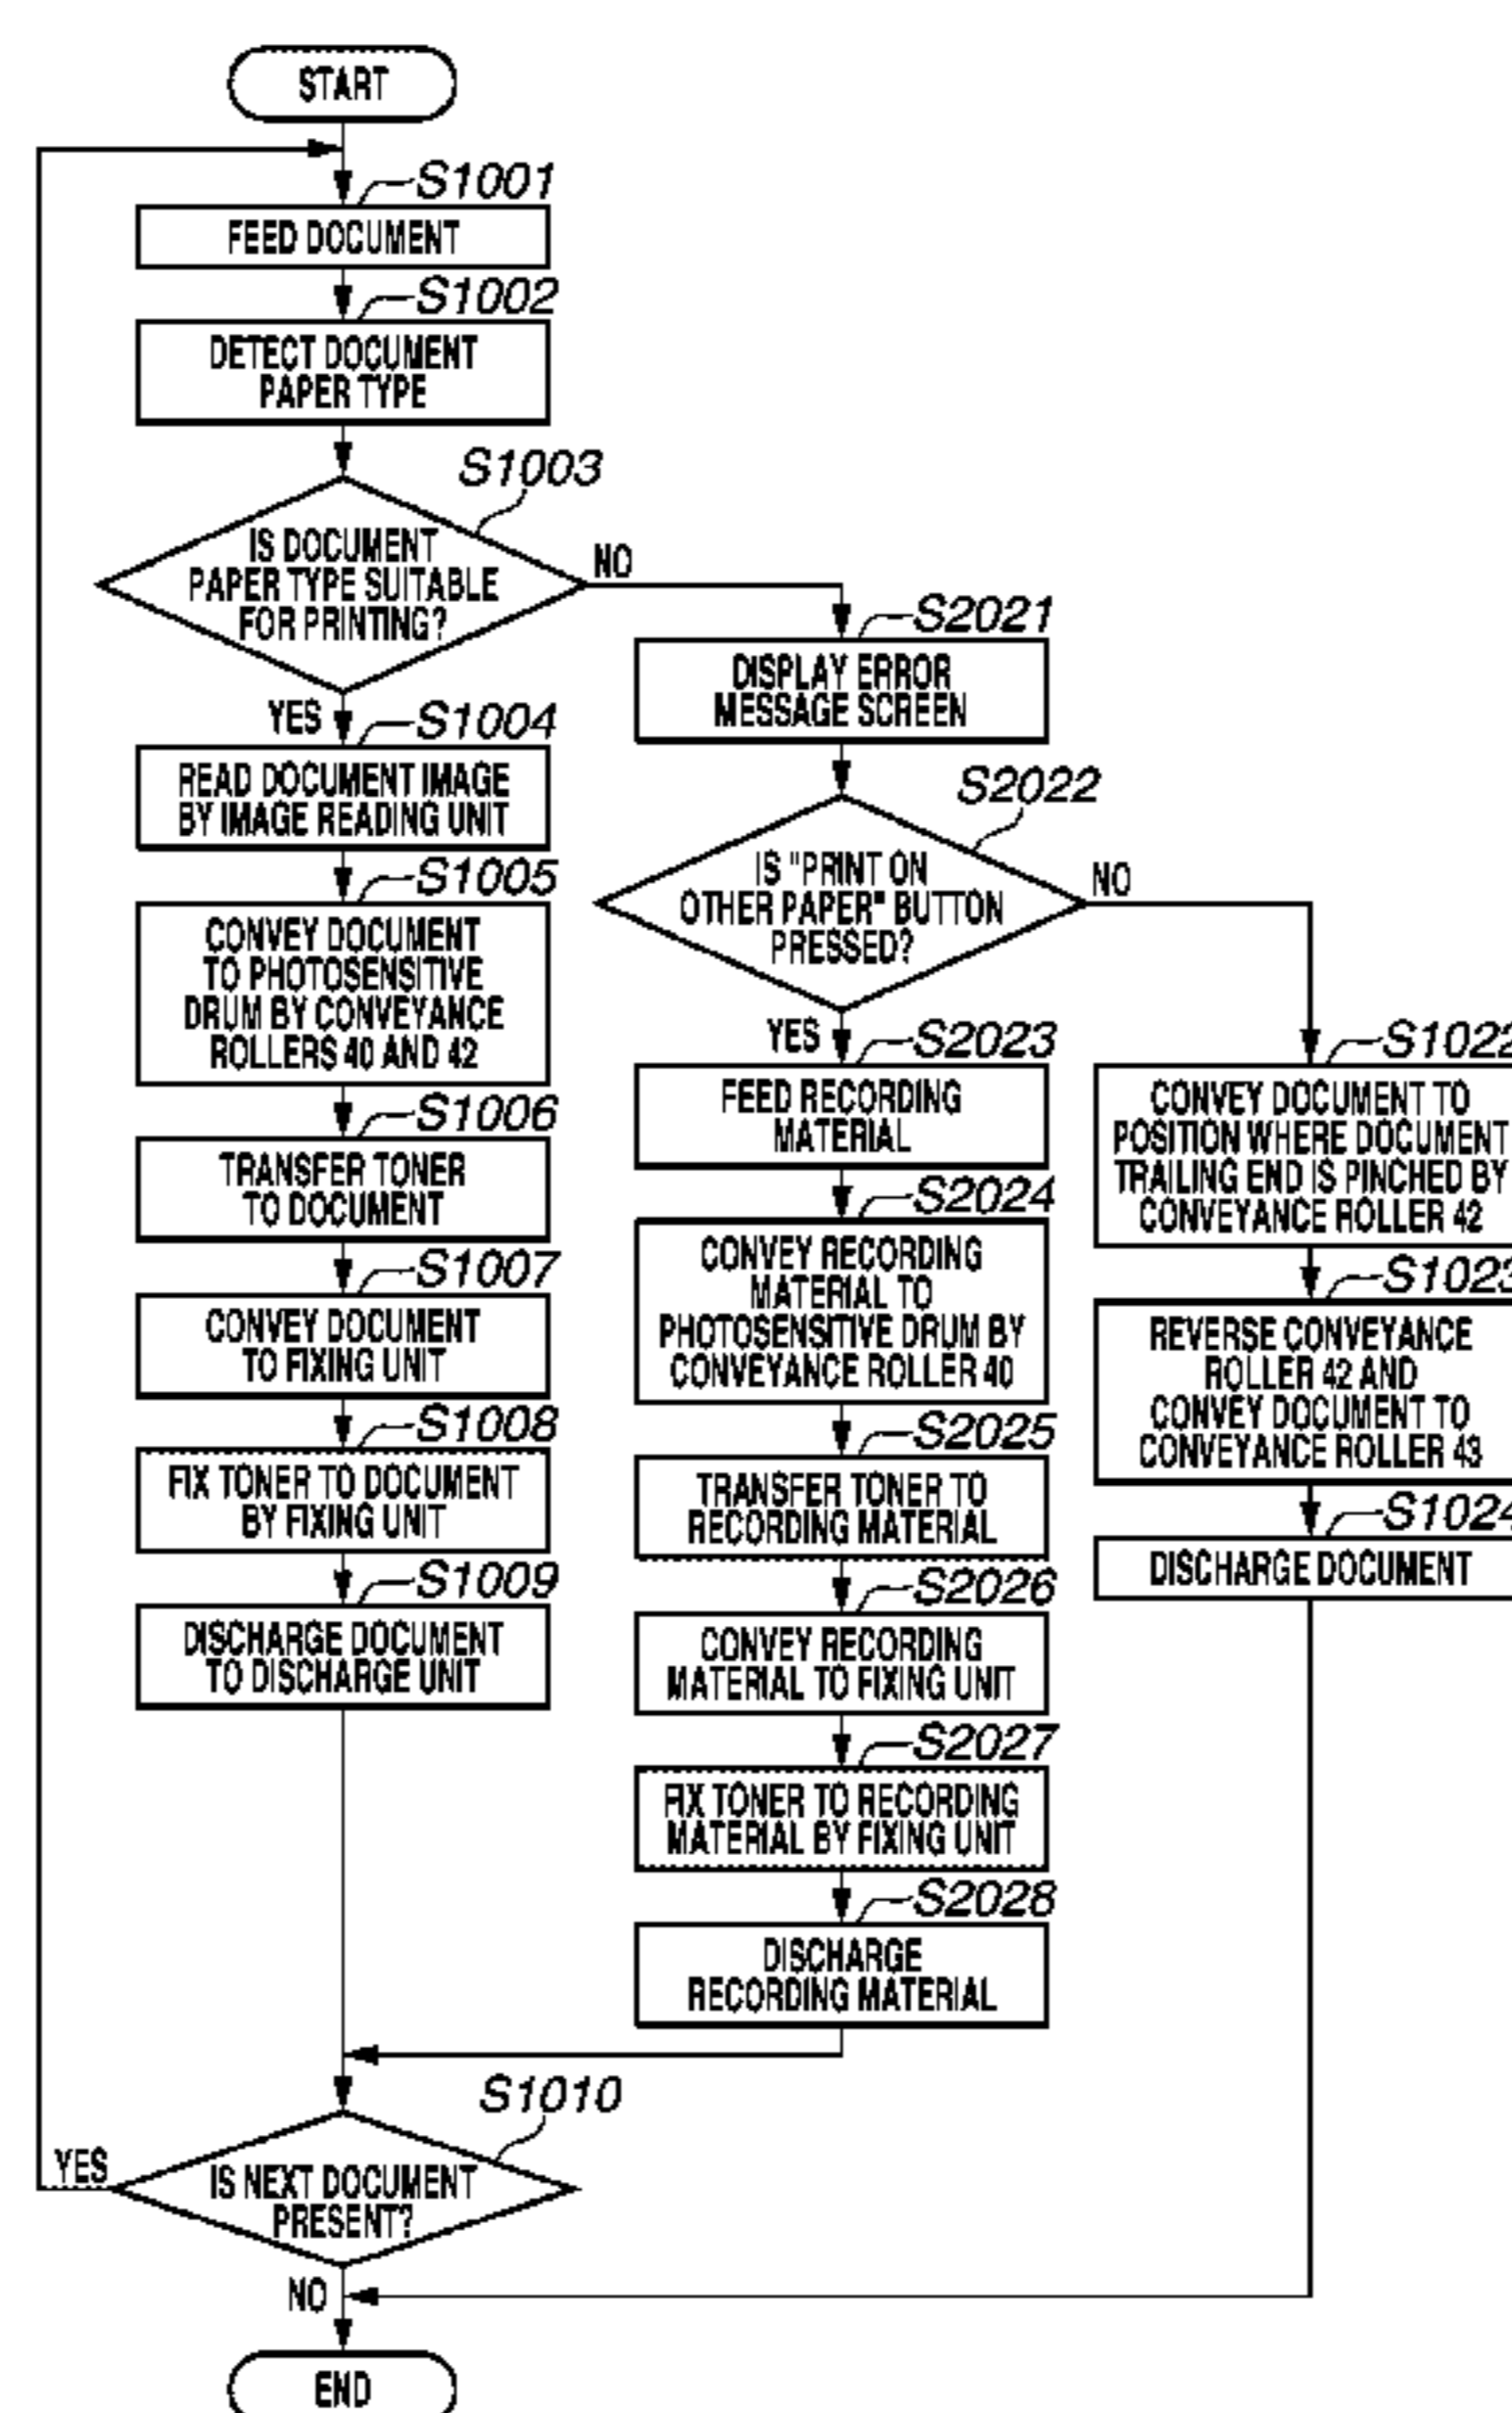 START
S1001
FEED DOCUMENT
S1002
DETECT DOCUMENT
PAPER TYPE
S1003
IS DOCUMENT
PAPER TYPE SUITABLE
FOR PRINTING?
NO
YES
S1004
READ DOCUMENT IMAGE
BY IMAGE READING UNIT
S1005
CONVEY DOCUMENT
TO PHOTOSENSITIVE
DRUM BY CONVEYANCE
ROLLERS 40 AND 42
S1006
TRANSFER TONER
TO DOCUMENT
S1007
CONVEY DOCUMENT
TO FIXING UNIT
S1008
FIX TONER TO DOCUMENT
BY FIXING UNIT
S1009
DISCHARGE DOCUMENT
TO DISCHARGE UNIT
S2021
DISPLAY ERROR
MESSAGE SCREEN
S2022
IS "PRINT ON
OTHER PAPER" BUTTON
PRESSED?
NO
YES
S2023
FEED RECORDING
MATERIAL
S2024
CONVEY RECORDING
MATERIAL TO
PHOTOSENSITIVE DRUM BY
CONVEYANCE ROLLER 40
S2025
TRANSFER TONER TO
RECORDING MATERIAL
S2026
CONVEY RECORDING
MATERIAL TO FIXING UNIT
S2027
FIX TONER TO RECORDING
MATERIAL BY FIXING UNIT
S2028
DISCHARGE
RECORDING MATERIAL
S1022
CONVEY DOCUMENT TO
POSITION WHERE DOCUMENT
TRAILING END IS PINCHED BY
CONVEYANCE ROLLER 42
S1023
REVERSE CONVEYANCE
ROLLER 42 AND
CONVEY DOCUMENT TO
CONVEYANCE ROLLER 43
S1024
DISCHARGE DOCUMENT
S1010
IS NEXT DOCUMENT
PRESENT?
YES
NO
END